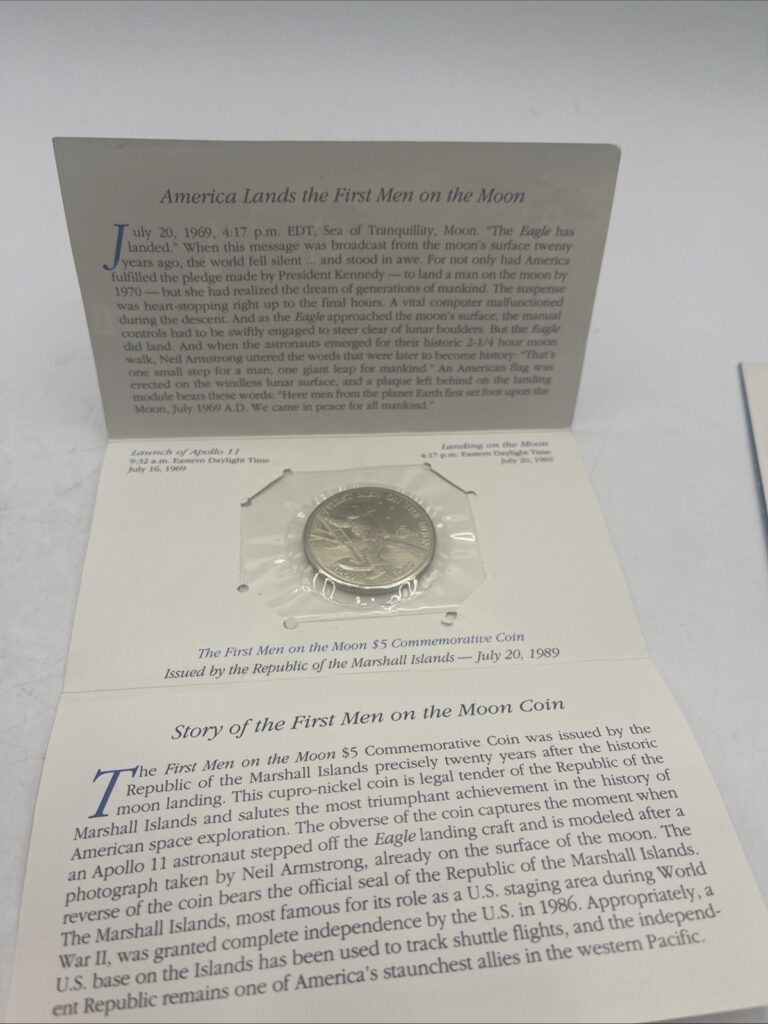 America Lands the First Men on the Moon
July 20, 1969, 4:17 p.m. EDT, Sea of Tranquillity, Moon. "The Eagle has
landed." When this message was broadcast from the moon's surface twenty
years ago, the world fell silent ... and stood in awe. For not only had America
fulfilled the pledge made by President Kennedy — to land a man on the moon by
1970 — but she had realized the dream of generations of mankind. The suspense
was heart-stopping right up to the final hours. A vital computer malfunctioned
during the descent. And as the Eagle approached the moon's surface, the manual
controls had to be swiftly engaged to steer clear of lunar boulders. But the Eagle
did land. And when the astronauts emerged for their historic 2-1/4 hour moon
walk, Neil Armstrong uttered the words that were later to become history: "That's
one small step for a man; one giant leap for mankind." An American flag was
erected on the windless lunar surface, and a plaque left behind on the landing
module bears these words: "Here men from the planet Earth first set foot upon the
Moon, July 1969 A.D. We came in peace for all mankind."
Launch of Apollo 11
9:32 a.m. Eastern Daylight Time
July 16, 1969
Landing on the Moon
4:17 p.m. Eastern Daylight Time
July 20, 1969
FIRST MEN ON THE MOON
The First Men on the Moon $5 Commemorative Coin
Issued by the Republic of the Marshall Islands — July 20, 1989
Story of the First Men on the Moon Coin
The First Men on the Moon $5 Commemorative Coin was issued by the
Republic of the Marshall Islands precisely twenty years after the historic
moon landing. This cupro-nickel coin is legal tender of the Republic of the
Marshall Islands and salutes the most triumphant achievement in the history of
American space exploration. The obverse of the coin captures the moment when
an Apollo 11 astronaut stepped off the Eagle landing craft and is modeled after a
photograph taken by Neil Armstrong, already on the surface of the moon. The
reverse of the coin bears the official seal of the Republic of the Marshall Islands.
The Marshall Islands, most famous for its role as a U.S. staging area during World
War II, was granted complete independence by the U.S. in 1986. Appropriately, a
U.S. base on the Islands has been used to track shuttle flights, and the independ-
ent Republic remains one of America's staunchest allies in the western Pacific.